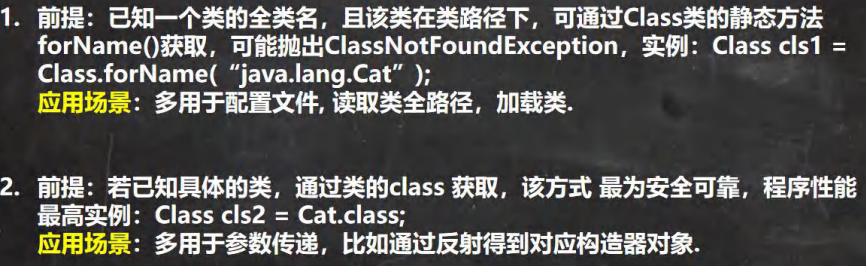 1. 前提：已知一个类的全类名，且该类在类路径下，可通过Class类的静态方法
forName()获取，可能抛出ClassNotFoundException，实例：Class cls1 =
Class.forName(“java.lang.Cat”);
应用场景：多用于配置文件, 读取类全路径，加载类.
2. 前提：若已知具体的类，通过类的class 获取，该方式 最为安全可靠，程序性能
最高实例：Class cls2 = Cat.class;
应用场景：多用于参数传递，比如通过反射得到对应构造器对象.